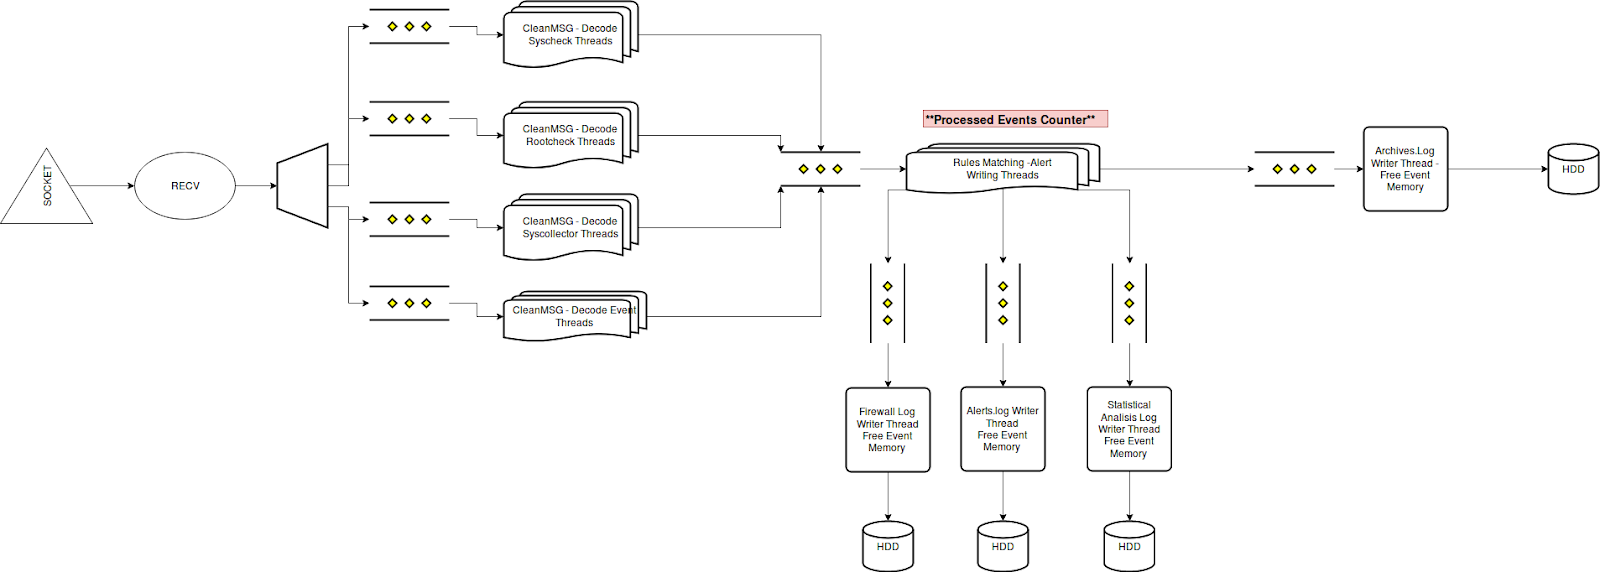 SOCKET
RECV
CleanMSG - Decode
Syscheck Threads
CleanMSG - Decode
Rootcheck Threads
CleanMSG - Decode
Syscollector Threads
CleanMSG - Decode Event
Threads
**Processed Events Counter**
Rules Matching -Alert
Writing Threads
Archives.Log
Writer Thread -
Free Event
Memory
HDD
Firewall Log
Writer Thread
Free Event
Memory
Alerts.log Writer
Thread
Free Event
Memory
Statistical
Analisis Log
Writer Thread
Free Event
Memory
HDD
HDD
HDD